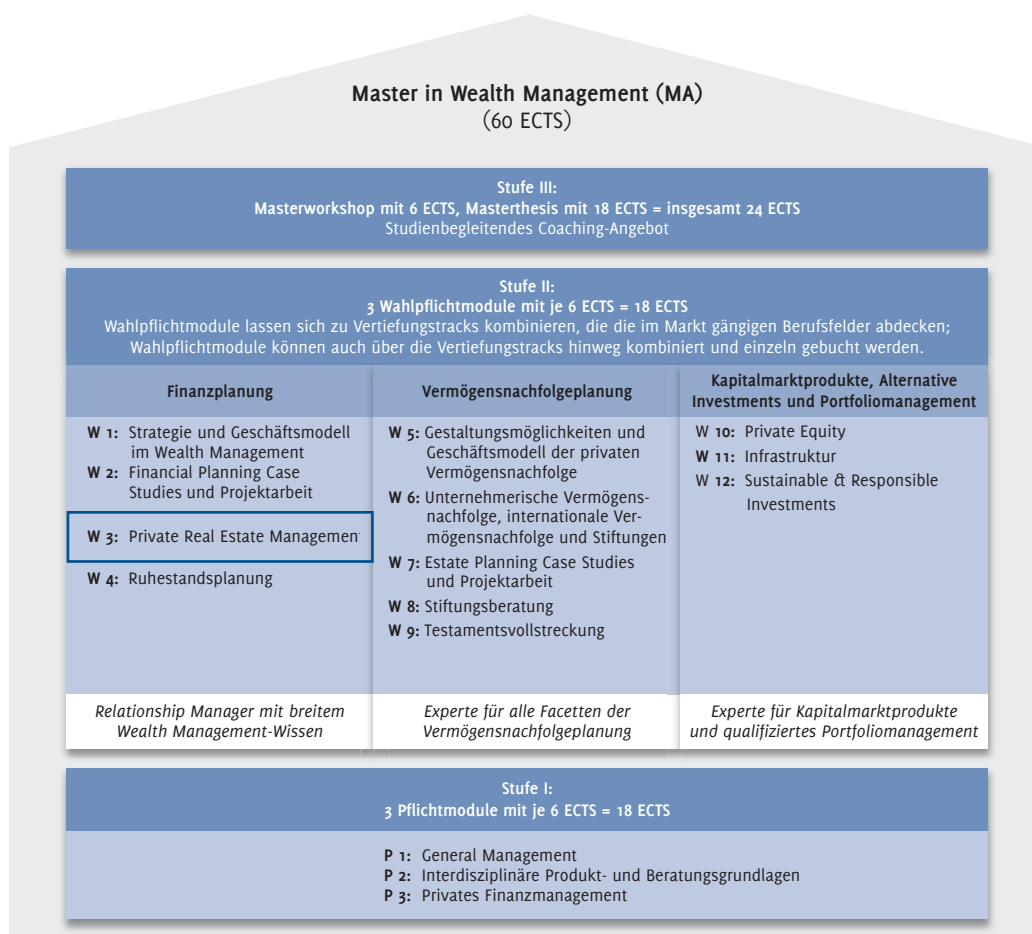 Master in Wealth Management (MA)
(60 ECTS)
Stufe III:
Masterworkshop mit 6 ECTS, Masterthesis mit 18 ECTS = insgesamt 24 ECTS
Studienbegleitendes Coaching-Angebot
Stufe II:
3 Wahlpflichtmodule mit je 6 ECTS = 18 ECTS
Wahlpflichtmodule lassen sich zu Vertiefungstracks kombinieren, die die im Markt gängigen Berufsfelder abdecken;
Wahlpflichtmodule können auch über die Vertiefungstracks hinweg kombiniert und einzeln gebucht werden.
Finanzplanung
W 1: Strategie und Geschäftsmodell
im Wealth Management
W 2: Financial Planning Case
Studies und Projektarbeit
W 3: Private Real Estate Managemen
W 4: Ruhestandsplanung
Relationship Manager mit breitem
Wealth Management-Wissen
Vermögensnachfolgeplanung
W 5: Gestaltungsmöglichkeiten und
Geschäftsmodell der privaten
Vermögensnachfolge
W 6: Unternehmerische Vermögens-
nachfolge, internationale Ver-
mögensnachfolge und Stiftungen
W 7: Estate Planning Case Studies
und Projektarbeit
W 8: Stiftungsberatung
W 9: Testamentsvollstreckung
Experte für alle Facetten der
Vermögensnachfolgeplanung
Kapitalmarktprodukte, Alternative
Investments und Portfoliomanagement
W 10: Private Equity
W 11: Infrastruktur
W 12: Sustainable & Responsible
Investments
Experte für Kapitalmarktprodukte
und qualifiziertes Portfoliomanagement
Stufe I:
3 Pflichtmodule mit je 6 ECTS = 18 ECTS
P 1: General Management
P 2: Interdisziplinäre Produkt- und Beratungsgrundlagen
P 3: Privates Finanzmanagement